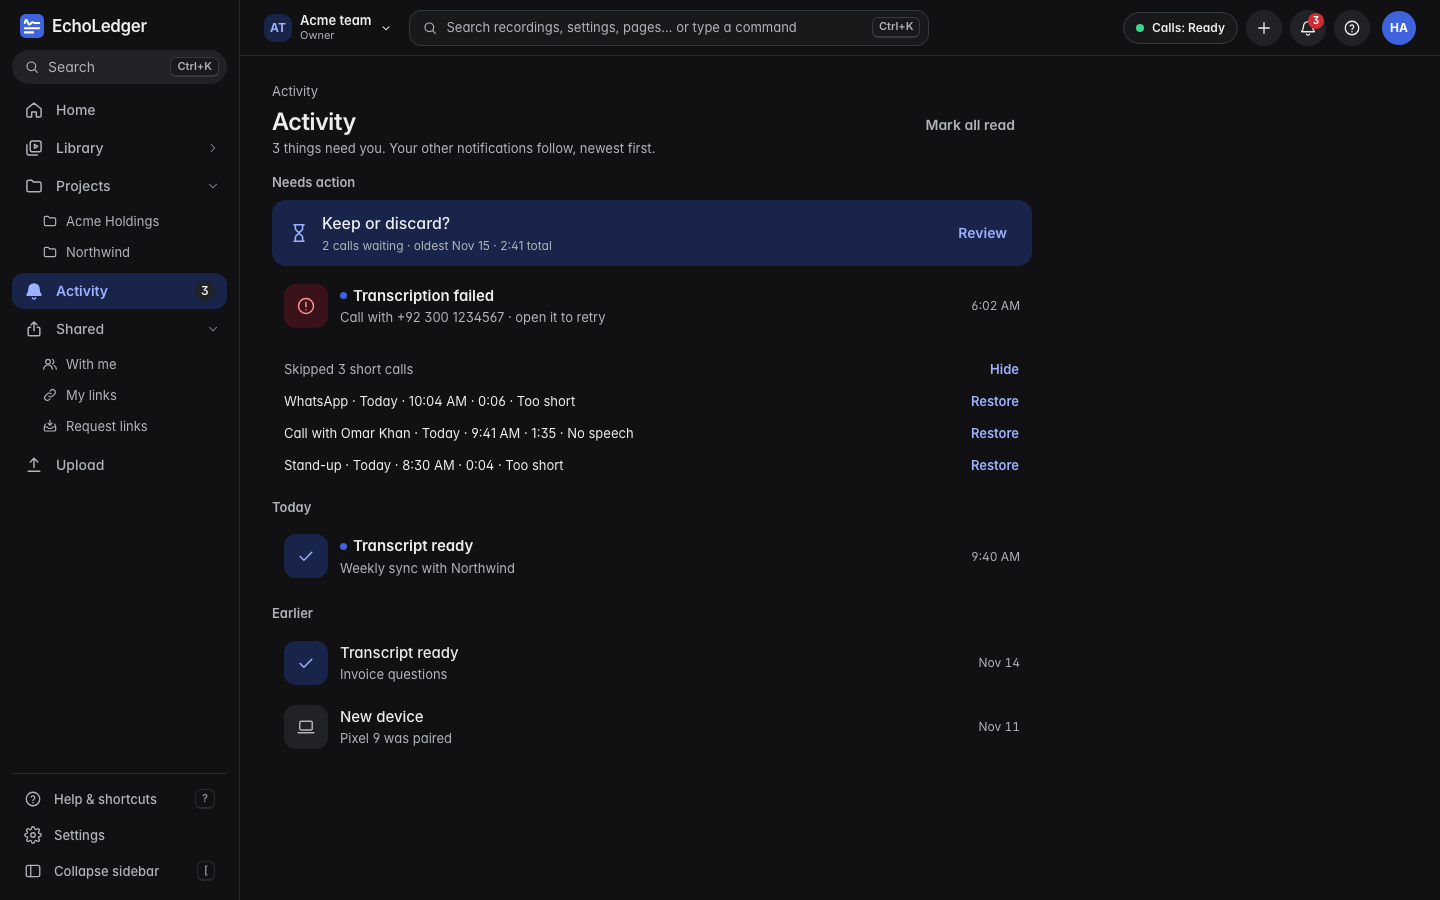 EchoLedger
Search Ctrl+K
Home
Library
Projects
Acme Holdings
Northwind
Activity 3
Shared
With me
My links
Request links
Upload
Help & shortcuts ?
Settings
Collapse sidebar [
AT Acme team
Owner
Search recordings, settings, pages... or type a command Ctrl+K
Calls: Ready
3
HA
Activity
Activity
Mark all read
3 things need you. Your other notifications follow, newest first.
Needs action
Keep or discard?
2 calls waiting · oldest Nov 15 · 2:41 total
Review
Transcription failed
Call with +92 300 1234567 · open it to retry
6:02 AM
Skipped 3 short calls Hide
WhatsApp · Today · 10:04 AM · 0:06 · Too short Restore
Call with Omar Khan · Today · 9:41 AM · 1:35 · No speech Restore
Stand-up · Today · 8:30 AM · 0:04 · Too short Restore
Today
Transcript ready
Weekly sync with Northwind
9:40 AM
Earlier
Transcript ready
Invoice questions
Nov 14
New device
Pixel 9 was paired
Nov 11